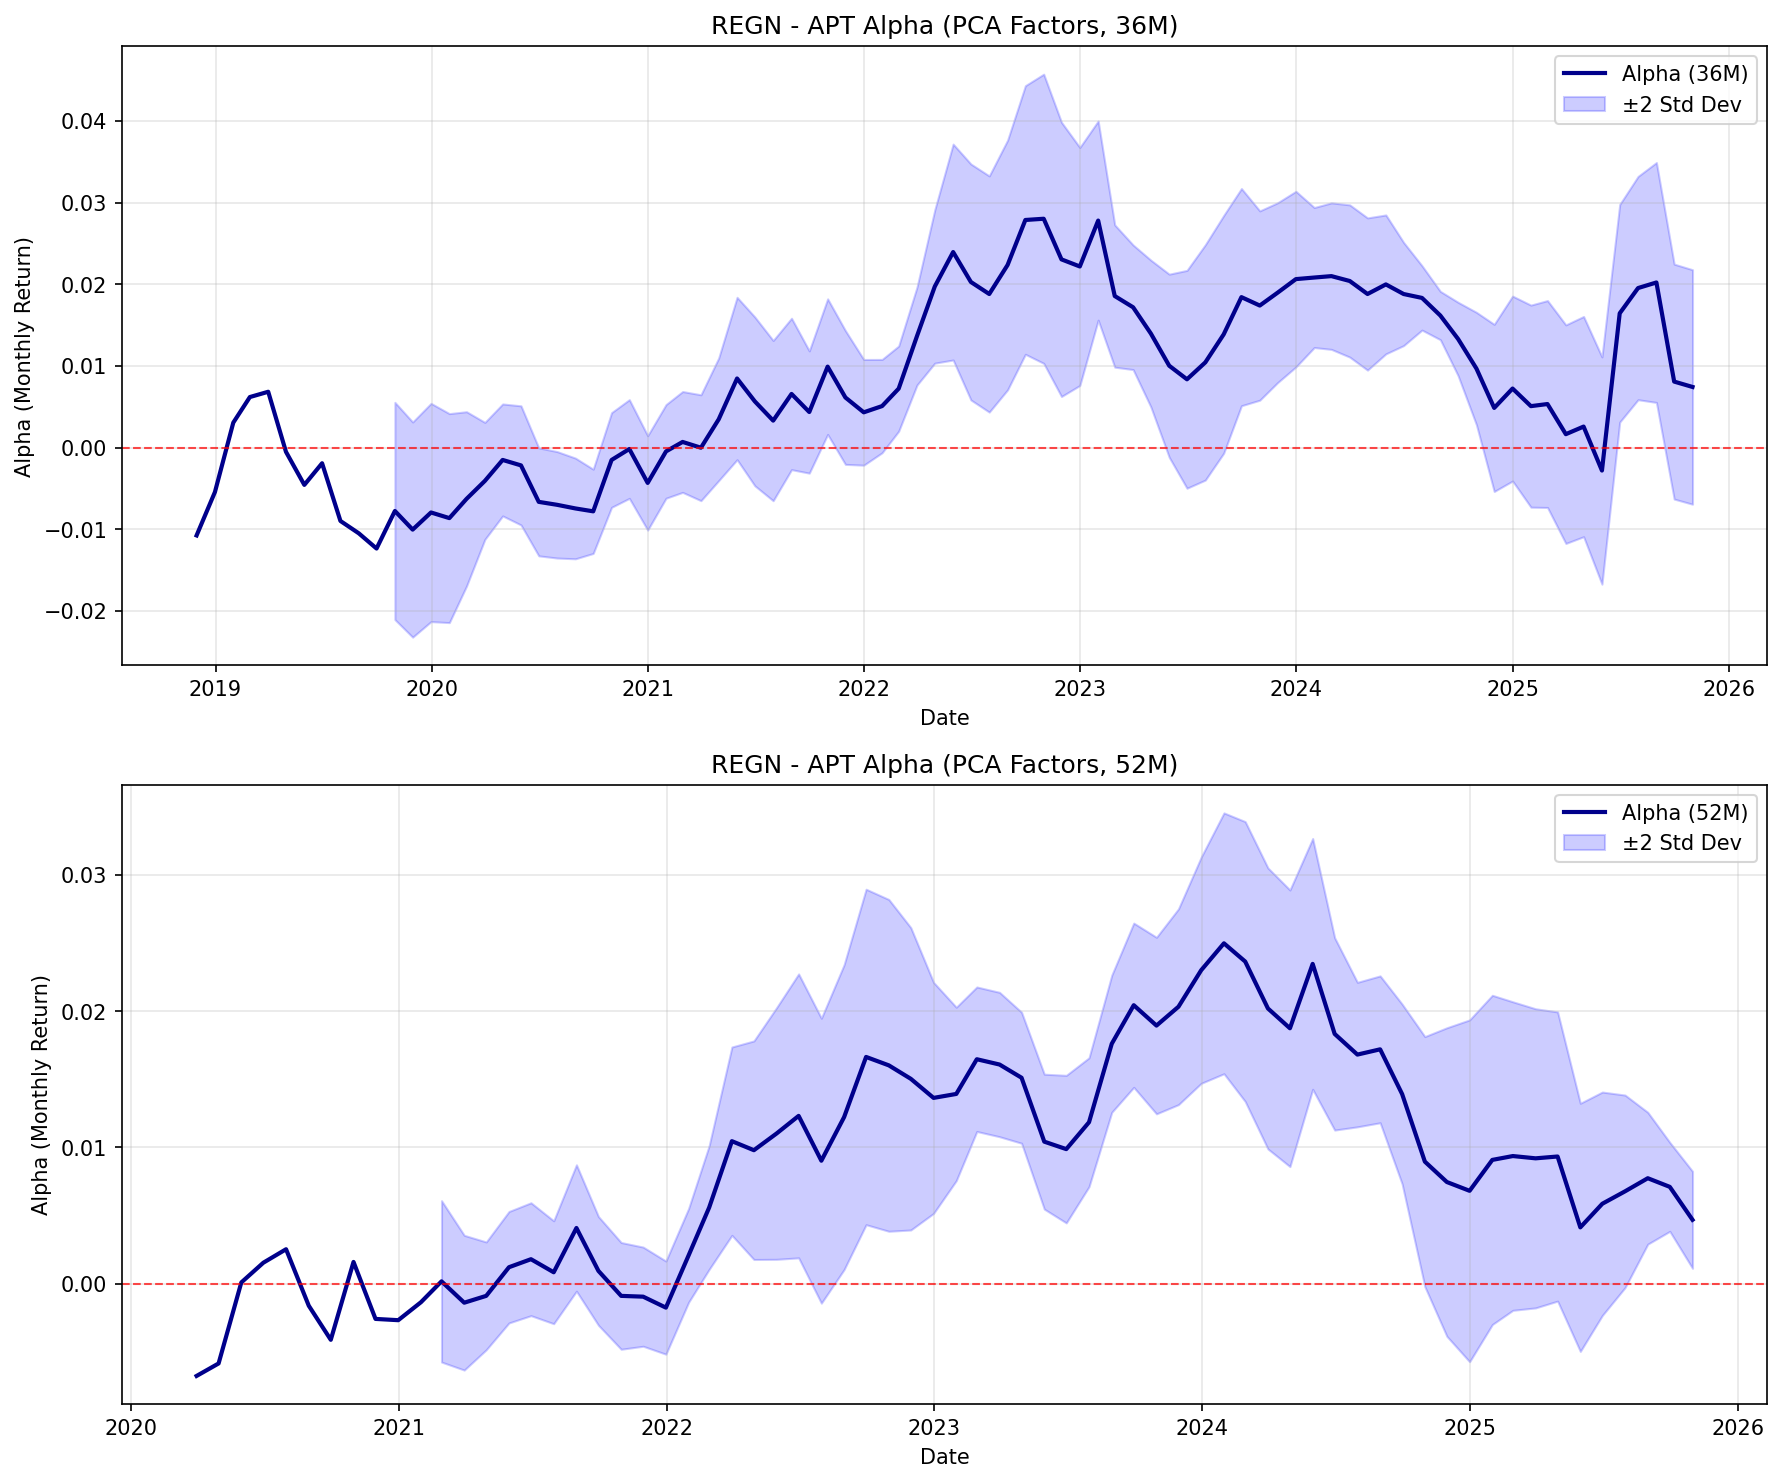 REGN - APT Alpha (PCA Factors, 36M)
Alpha (Monthly Return)
Alpha (36M)
±2 Std Dev
0.04
0.03
0.02
0.01
0.00
−0.01
−0.02
2019 2020 2021 2022 2023 2024 2025 2026
Date
REGN - APT Alpha (PCA Factors, 52M)
Alpha (Monthly Return)
Alpha (52M)
±2 Std Dev
0.03
0.02
0.01
0.00
2020 2021 2022 2023 2024 2025 2026
Date